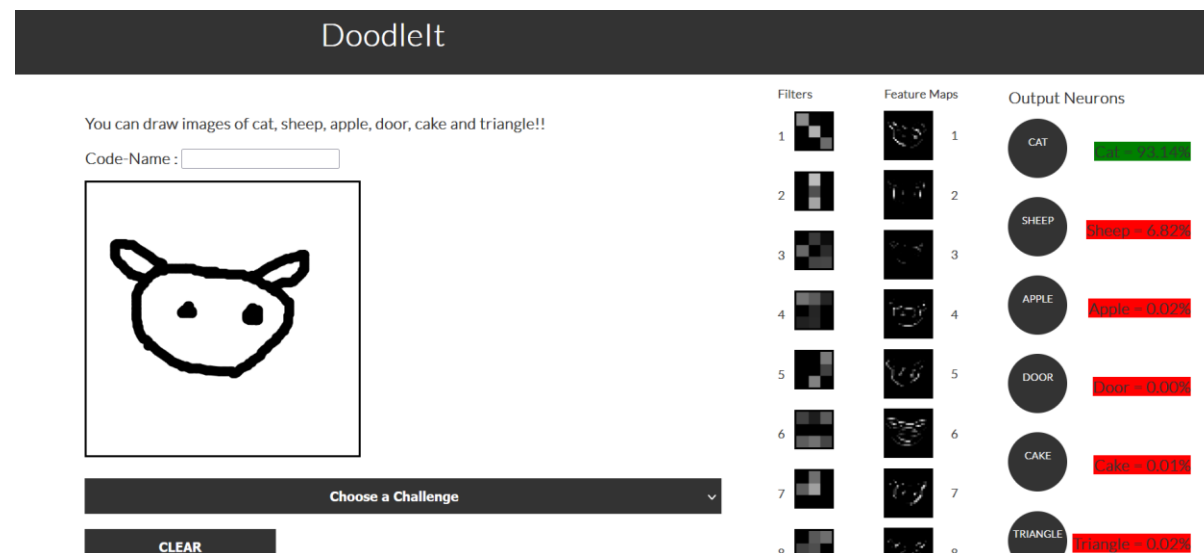 DoodleIt
You can draw images of cat, sheep, apple, door, cake and triangle!!
Code-Name :
Choose a Challenge
CLEAR
Filters
1
2
3
4
5
6
7
8
Feature Maps
1
2
3
4
5
6
7
8
Output Neurons
CAT
Cat = 93.14%
SHEEP
Sheep = 6.82%
APPLE
Apple = 0.02%
DOOR
Door = 0.00%
CAKE
Cake = 0.01%
TRIANGLE
Triangle = 0.02%